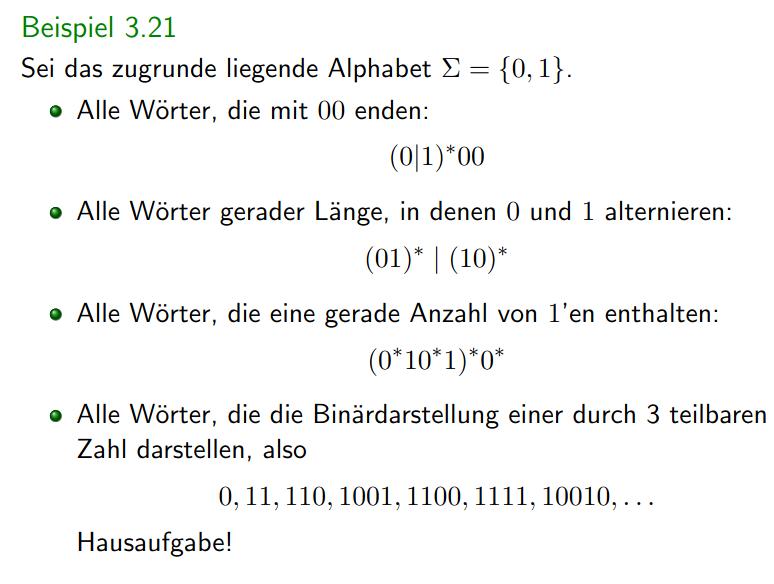 Beispiel 3.21
Sei das zugrunde liegende Alphabet Σ = {0, 1}.
Alle Wörter, die mit 00 enden:
(0|1)*00
Alle Wörter gerader Länge, in denen 0 und 1 alternieren:
(01)* | (10)*
Alle Wörter, die eine gerade Anzahl von 1'en enthalten:
(0*10*1)*0*
Alle Wörter, die die Binärdarstellung einer durch 3 teilbaren
Zahl darstellen, also
0, 11, 110, 1001, 1100, 1111, 10010, . . .
Hausaufgabe!